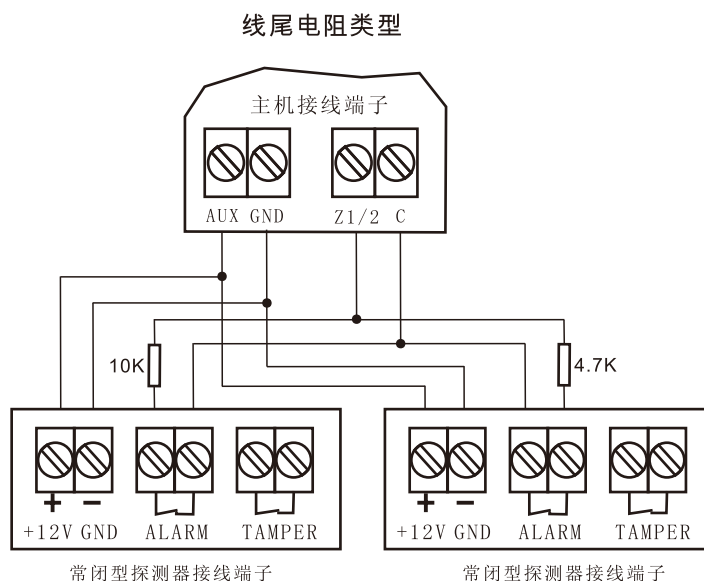 线尾电阻类型
主机接线端子
AUX GND Z1/2 C
10K 4.7K
+ − + −
+12V GND ALARM TAMPER +12V GND ALARM TAMPER
常闭型探测器接线端子 常闭型探测器接线端子